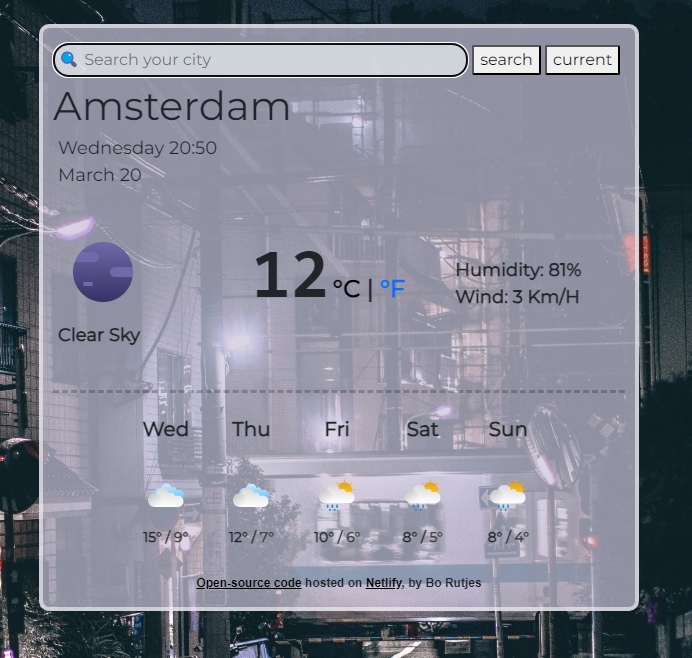 Search your city search current
Amsterdam
Wednesday 20:50
March 20
12 °C | °F
Humidity: 81%
Wind: 3 Km/H
Clear Sky
Wed Thu Fri Sat Sun
15° / 9° 12° / 7° 10° / 6° 8° / 5° 8° / 4°
Open-source code hosted on Netlify, by Bo Rutjes